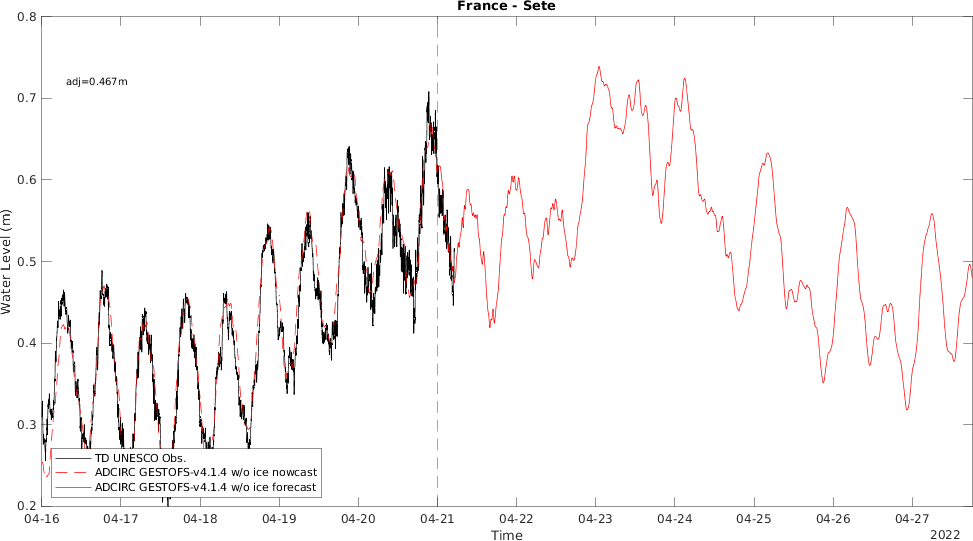 France - Sete
adj=0.467m
Water Level (m)
0.8
0.7
0.6
0.5
0.4
0.3
0.2
TD UNESCO Obs.
ADCIRC GESTOFS-v4.1.4 w/o ice nowcast
ADCIRC GESTOFS-v4.1.4 w/o ice forecast
04-16 04-17 04-18 04-19 04-20 04-21 04-22 04-23 04-24 04-25 04-26 04-27
Time
2022